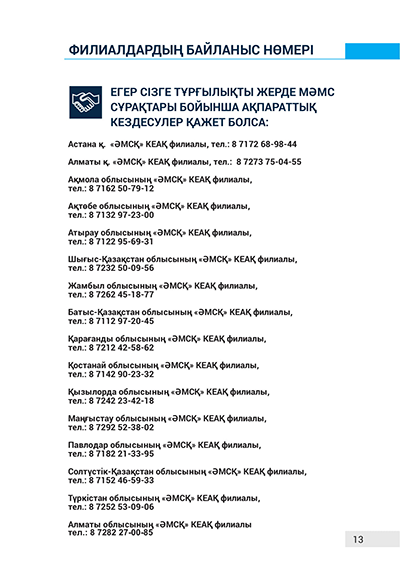 ФИЛИАЛДАРДЫҢ БАЙЛАНЫС НӨМЕРІ
ЕГЕР СІЗГЕ ТҰРҒЫЛЫҚТЫ ЖЕРДЕ МӘМС
СҰРАҚТАРЫ БОЙЫНША АҚПАРАТТЫҚ
КЕЗДЕСУЛЕР ҚАЖЕТ БОЛСА:
Астана қ. «ӘМСҚ» КЕАҚ филиалы, тел.: 8 7172 68-98-44
Алматы қ. «ӘМСҚ» КЕАҚ филиалы, тел.: 8 7273 75-04-55
Ақмола облысының «ӘМСҚ» КЕАҚ филиалы,
тел.: 8 7162 50-79-12
Ақтөбе облысының «ӘМСҚ» КЕАҚ филиалы,
тел.: 8 7132 97-23-00
Атырау облысының «ӘМСҚ» КЕАҚ филиалы,
тел.: 8 7122 95-69-31
Шығыс-Қазақстан облысының «ӘМСҚ» КЕАҚ филиалы,
тел.: 8 7232 50-09-56
Жамбыл облысының «ӘМСҚ» КЕАҚ филиалы,
тел.: 8 7262 45-18-77
Батыс-Қазақстан облысының «ӘМСҚ» КЕАҚ филиалы,
тел.: 8 7112 97-20-45
Қарағанды облысының «ӘМСҚ» КЕАҚ филиалы,
тел.: 8 7212 42-58-62
Қостанай облысының «ӘМСҚ» КЕАҚ филиалы,
тел.: 8 7142 90-23-32
Қызылорда облысының «ӘМСҚ» КЕАҚ филиалы,
тел.: 8 7242 23-42-18
Маңғыстау облысының «ӘМСҚ» КЕАҚ филиалы,
тел.: 8 7292 52-38-02
Павлодар облысының «ӘМСҚ» КЕАҚ филиалы,
тел.: 8 7182 21-33-95
Солтүстік-Қазақстан облысының «ӘМСҚ» КЕАҚ филиалы,
тел.: 8 7152 46-59-33
Түркістан облысының «ӘМСҚ» КЕАҚ филиалы,
тел.: 8 7252 53-09-06
Алматы облысының «ӘМСҚ» КЕАҚ филиалы
тел.: 8 7282 27-00-85
13